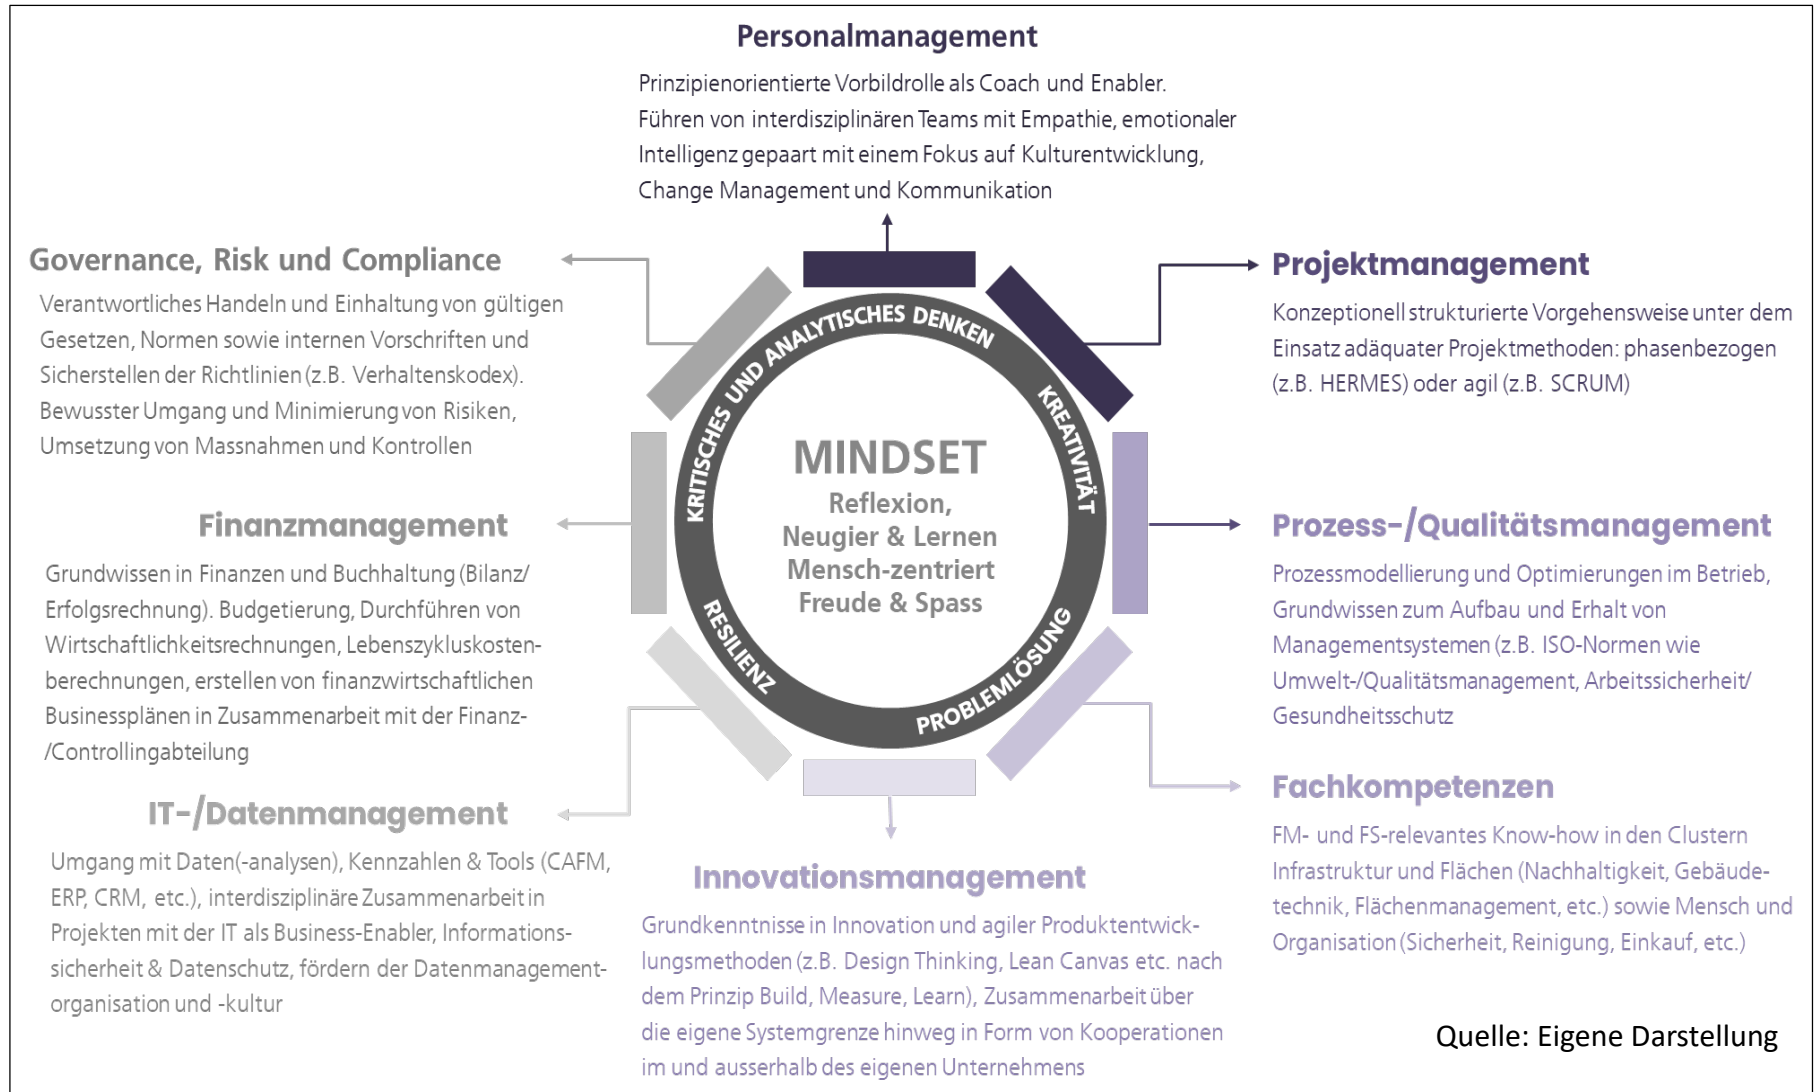 Personalmanagement
Prinzipienorientierte Vorbildrolle als Coach und Enabler.
Führen von interdisziplinären Teams mit Empathie, emotionaler
Intelligenz gepaart mit einem Fokus auf Kulturentwicklung,
Change Management und Kommunikation
Governance, Risk und Compliance
Verantwortliches Handeln und Einhaltung von gültigen
Gesetzen, Normen sowie internen Vorschriften und
Sicherstellen der Richtlinien (z.B. Verhaltenskodex).
Bewusster Umgang und Minimierung von Risiken,
Umsetzung von Massnahmen und Kontrollen
Projektmanagement
Konzeptionell strukturierte Vorgehensweise unter dem
Einsatz adäquater Projektmethoden: phasenbezogen
(z.B. HERMES) oder agil (z.B. SCRUM)
KRITISCHES UND ANALYTISCHES DENKEN
KREATIVITÄT
PROBLEMLÖSUNG
RESILIENZ
MINDSET
Reflexion,
Neugier & Lernen
Mensch-zentriert
Freude & Spass
Finanzmanagement
Grundwissen in Finanzen und Buchhaltung (Bilanz/
Erfolgsrechnung). Budgetierung, Durchführen von
Wirtschaftlichkeitsrechnungen, Lebenszykluskosten-
berechnungen, erstellen von finanzwirtschaftlichen
Businessplänen in Zusammenarbeit mit der Finanz-
/Controllingabteilung
Prozess-/Qualitätsmanagement
Prozessmodellierung und Optimierungen im Betrieb,
Grundwissen zum Aufbau und Erhalt von
Managementsystemen (z.B. ISO-Normen wie
Umwelt-/Qualitätsmanagement, Arbeitssicherheit/
Gesundheitsschutz
IT-/Datenmanagement
Umgang mit Daten(-analysen), Kennzahlen & Tools (CAFM,
ERP, CRM, etc.), interdisziplinäre Zusammenarbeit in
Projekten mit der IT als Business-Enabler, Informations-
sicherheit & Datenschutz, fördern der Datenmanagement-
organisation und -kultur
Innovationsmanagement
Grundkenntnisse in Innovation und agiler Produktentwick-
lungsmethoden (z.B. Design Thinking, Lean Canvas etc. nach
dem Prinzip Build, Measure, Learn), Zusammenarbeit über
die eigene Systemgrenze hinweg in Form von Kooperationen
im und ausserhalb des eigenen Unternehmens
Fachkompetenzen
FM- und FS-relevantes Know-how in den Clustern
Infrastruktur und Flächen (Nachhaltigkeit, Gebäude-
technik, Flächenmanagement, etc.) sowie Mensch und
Organisation (Sicherheit, Reinigung, Einkauf, etc.)
Quelle: Eigene Darstellung